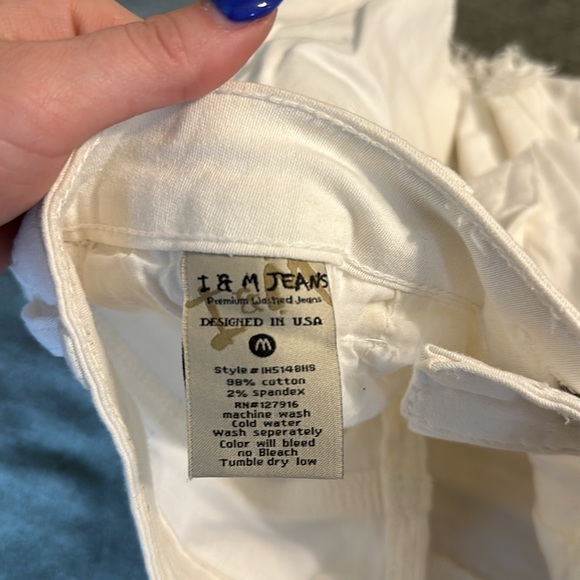 I & M JEANS
Premium Washed Jeans
DESIGNED IN U.S.A
M
Style # IH5148HS
98% cotton
2% spandex
RN#127916
machine wash
Cold water
Wash seperately
Color will bleed
no Bleach
Tumble dry low